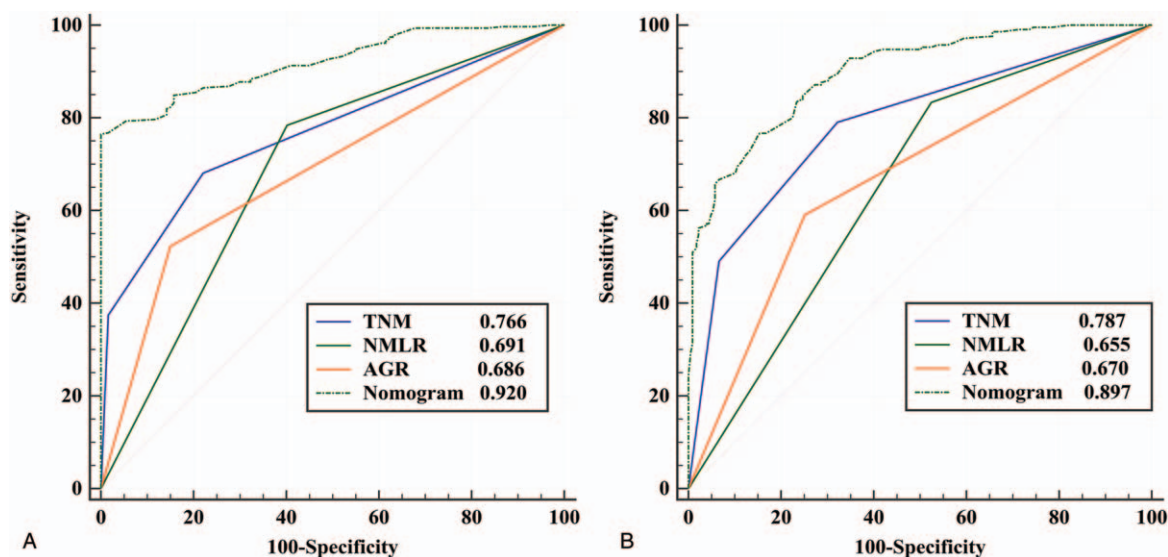 100
80
60
40
20
0
Sensitivity
TNM 0.766
NMLR 0.691
AGR 0.686
Nomogram 0.920
0 20 40 60 80 100
100-Specificity
A
100
80
60
40
20
0
Sensitivity
TNM 0.787
NMLR 0.655
AGR 0.670
Nomogram 0.897
0 20 40 60 80 100
100-Specificity
B